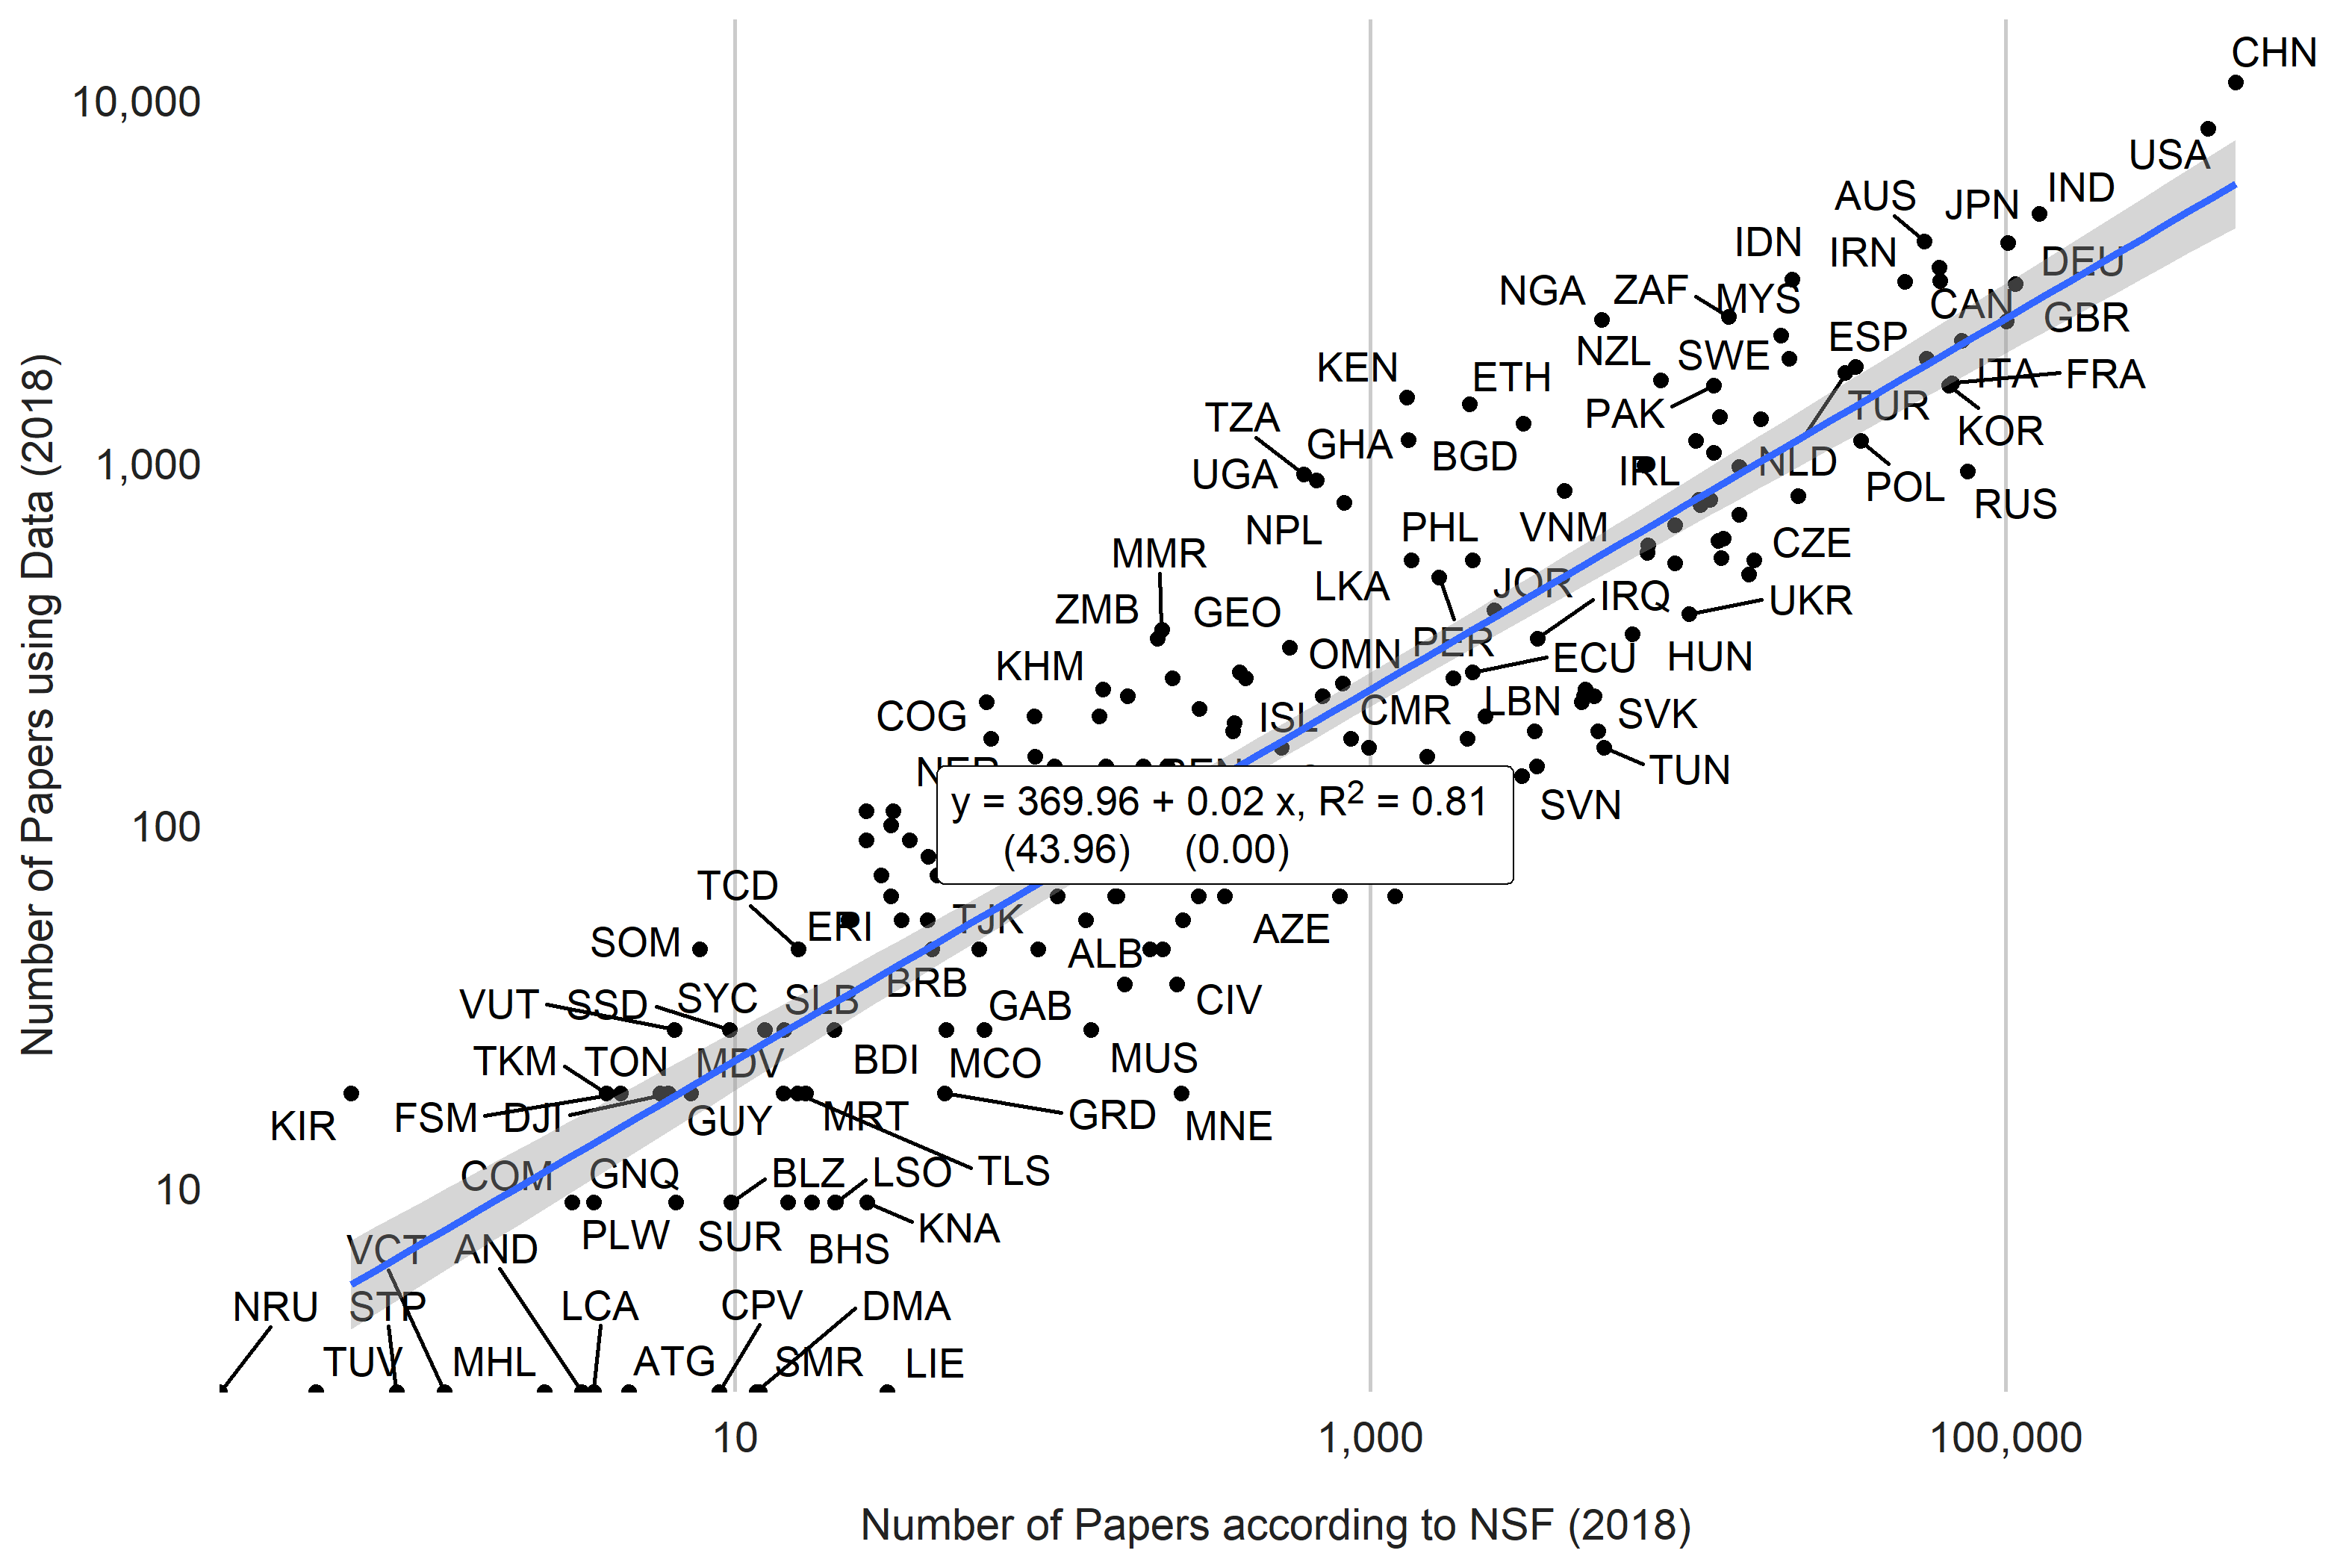 CHN
10,000
USA
IND
AUS
JPN
IDN
IRN
DEU
NGA
ZAF
MYS
CAN
GBR
ESP
NZL
SWE
KEN
ETH
ITA
FRA
PAK
TUR
TZA
GHA
BGD
KOR
1,000
UGA
IRL
NLD
POL
RUS
NPL
PHL
VNM
MMR
CZE
LKA
JOR
ZMB
GEO
IRQ
UKR
OMN
PER
ECU
HUN
KHM
COG
ISL
CMR
LBN
SVK
TUN
SVN
y = 369.96 + 0.02 x, R2 = 0.81
(43.96) (0.00)
100
TCD
ERI
TJK
AZE
SOM
ALB
BRB
VUT
SSD
SYC
SLB
GAB
CIV
TKM
TON
MDV
BDI
MCO
MUS
KIR
FSM
DJI
GUY
MRT
GRD
MNE
10
COM
GNQ
BLZ
LSO
TLS
PLW
SUR
BHS
KNA
VCT
AND
NRU
STP
LCA
CPV
DMA
TUV
MHL
ATG
SMR
LIE
10
1,000
100,000
Number of Papers according to NSF (2018)
Number of Papers using Data (2018)